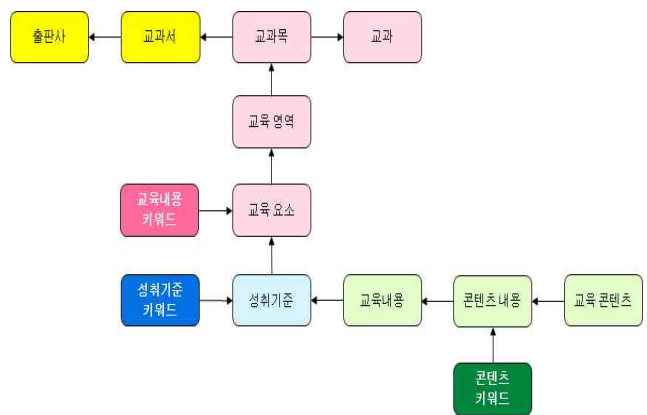 출판사
교과서
교과목
교과
교육 영역
교육내용
키워드
교육 요소
성취기준
키워드
성취기준
교육내용
콘텐츠 내용
교육 콘텐츠
콘텐츠
키워드